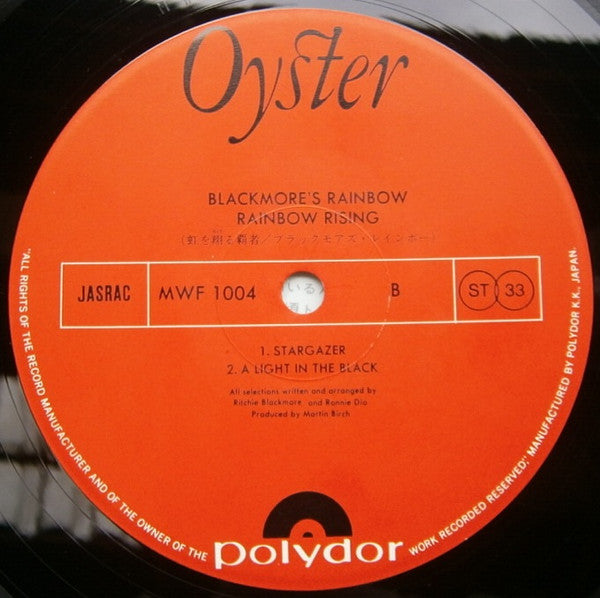 Oyster
BLACKMORE'S RAINBOW
RAINBOW RISING
(虹を翔る覇者/ブラックモアズ・レインボー)
JASRAC
MWF 1004
いる
B
ST 33
1. STARGAZER
2. A LIGHT IN THE BLACK
All selections written and arranged by
Ritchie Blackmore and Ronnie Dio
Produced by Martin Birch
"ALL RIGHTS OF THE RECORD MANUFACTURER AND OF THE OWNER OF THE WORK RECORDED RESERVED," MANUFACTURED BY POLYDOR K.K., JAPAN.
polydor